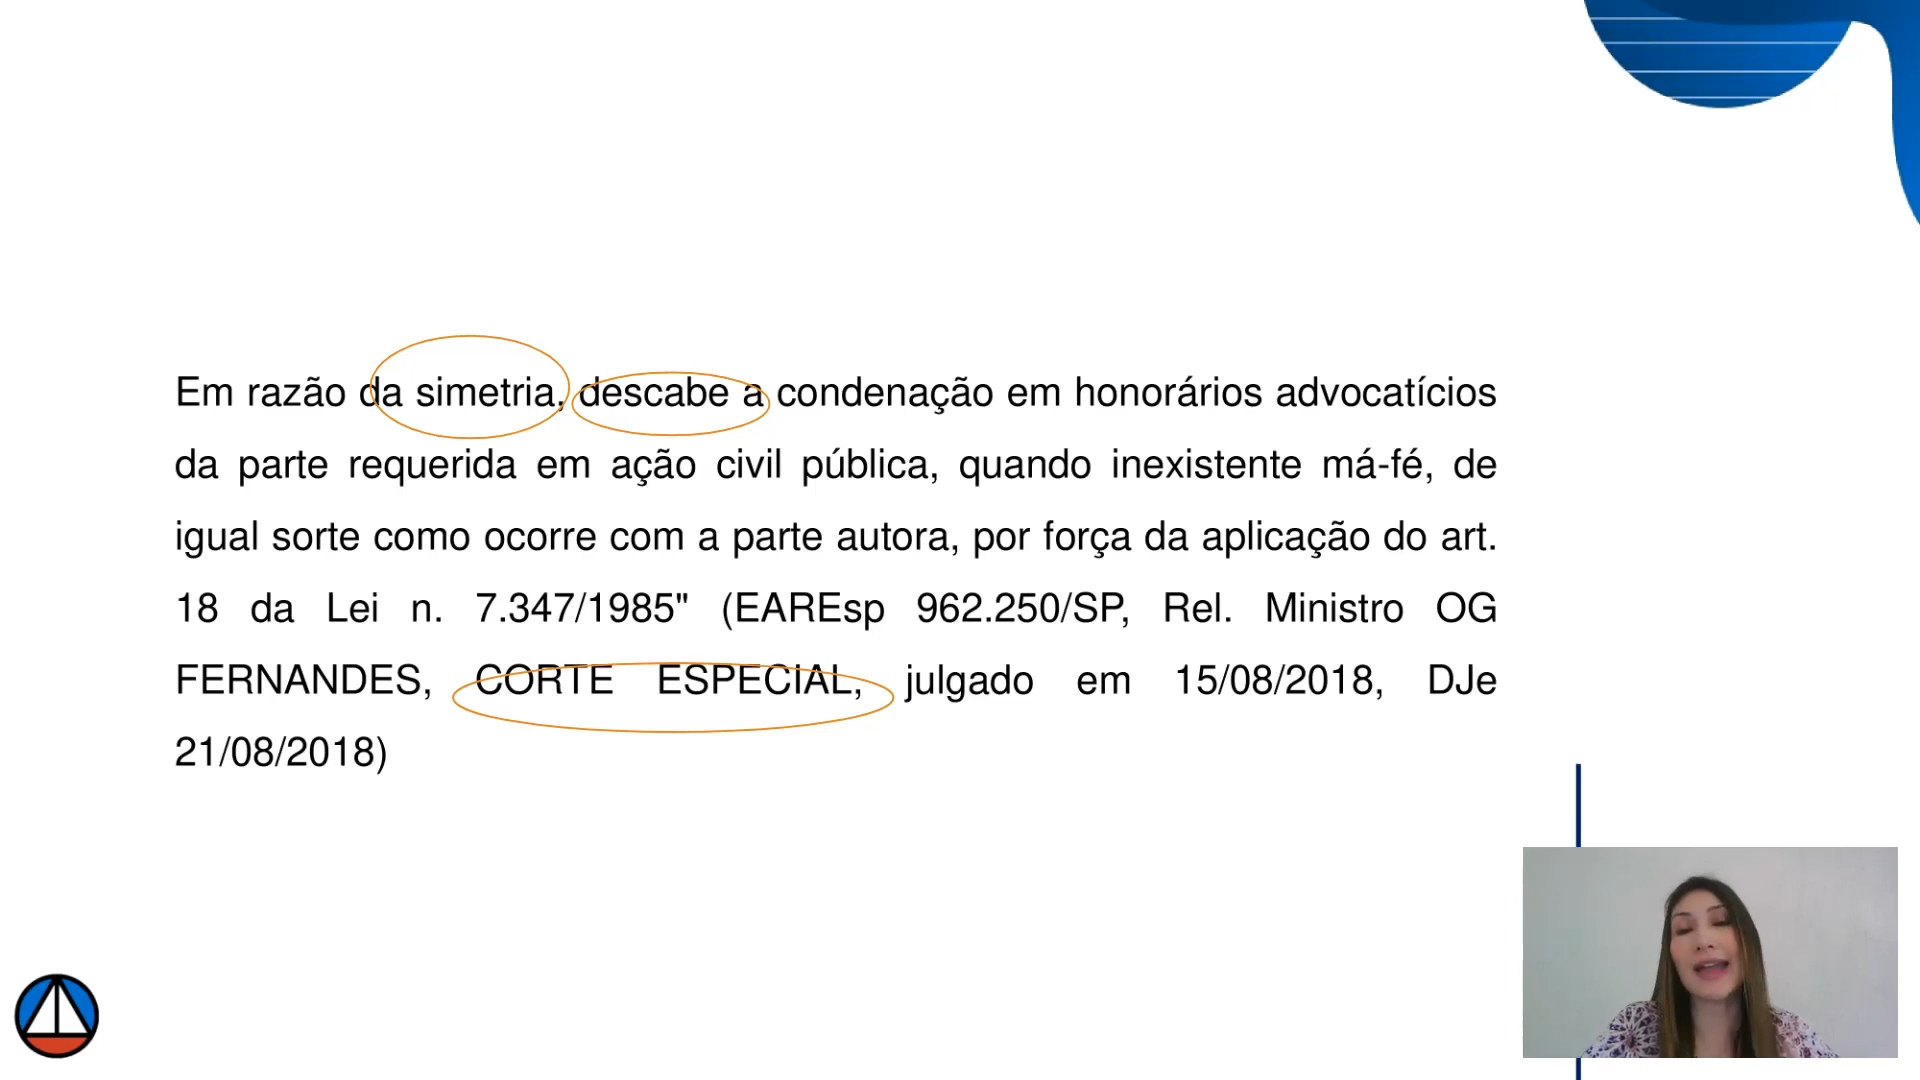 Em razão da simetria, descabe a condenação em honorários advocatícios
da parte requerida em ação civil pública, quando inexistente má-fé, de
igual sorte como ocorre com a parte autora, por força da aplicação do art.
18 da Lei n. 7.347/1985" (EAREsp 962.250/SP, Rel. Ministro OG
FERNANDES, CORTE ESPECIAL, julgado em 15/08/2018, DJe
21/08/2018)